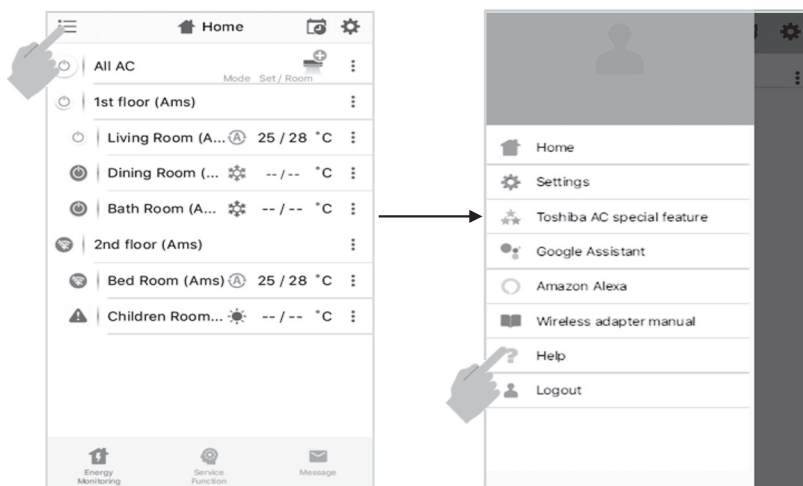 Home
All AC
Mode Set / Room
1st floor (Ams)
Living Room (A... 25 / 28 °C
Dining Room (... -- / -- °C
Bath Room (A... -- / -- °C
2nd floor (Ams)
Bed Room (Ams) 25 / 28 °C
Children Room... -- / -- °C
Energy Monitoring
Service Function
Message
Home
Settings
Toshiba AC special feature
Google Assistant
Amazon Alexa
Wireless adapter manual
Help
Logout